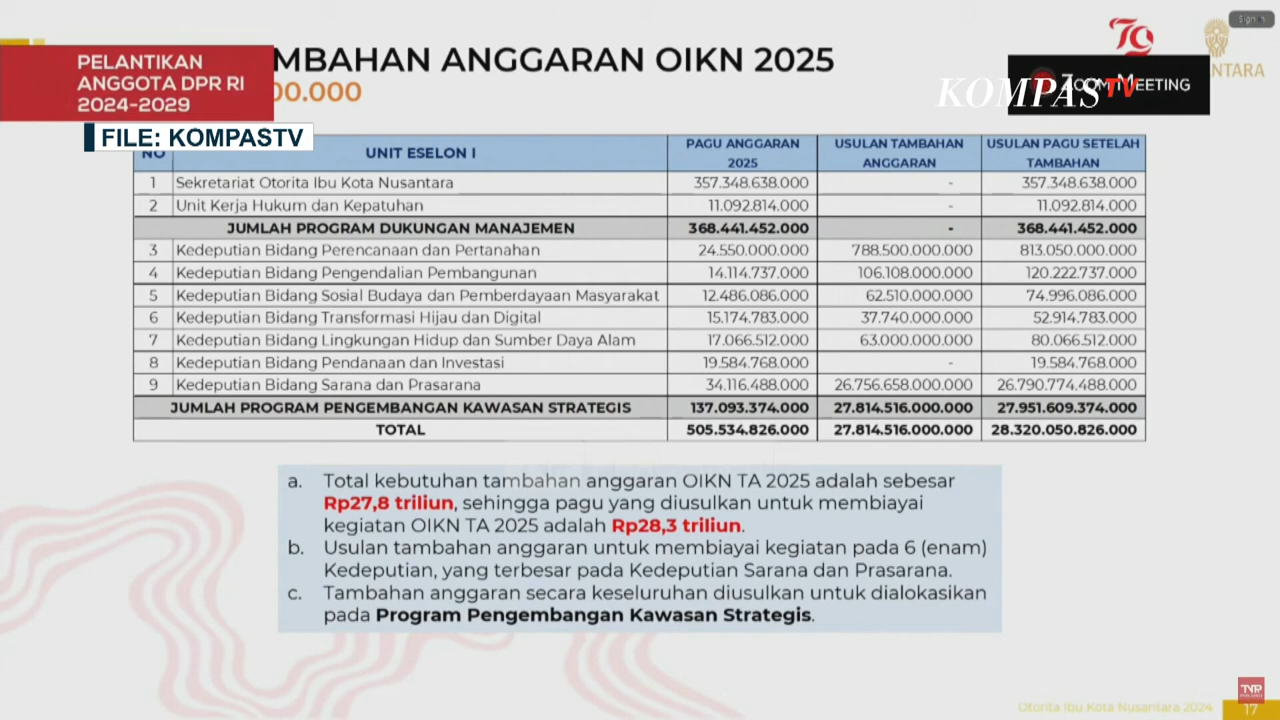 Sign in
MBAHAN ANGGARAN OIKN 2025
00.000
PELANTIKAN
ANGGOTA DPR RI
2024-2029
FILE: KOMPASTV
79
ZOOM MEETING
KOMPASTV
NTARA
NO UNIT ESELON I PAGU ANGGARAN 2025 USULAN TAMBAHAN ANGGARAN USULAN PAGU SETELAH TAMBAHAN
1 Sekretariat Otorita Ibu Kota Nusantara 357.348.638.000 - 357.348.638.000
2 Unit Kerja Hukum dan Kepatuhan 11.092.814.000 - 11.092.814.000
JUMLAH PROGRAM DUKUNGAN MANAJEMEN 368.441.452.000 - 368.441.452.000
3 Kedeputian Bidang Perencanaan dan Pertanahan 24.550.000.000 788.500.000.000 813.050.000.000
4 Kedeputian Bidang Pengendalian Pembangunan 14.114.737.000 106.108.000.000 120.222.737.000
5 Kedeputian Bidang Sosial Budaya dan Pemberdayaan Masyarakat 12.486.086.000 62.510.000.000 74.996.086.000
6 Kedeputian Bidang Transformasi Hijau dan Digital 15.174.783.000 37.740.000.000 52.914.783.000
7 Kedeputian Bidang Lingkungan Hidup dan Sumber Daya Alam 17.066.512.000 63.000.000.000 80.066.512.000
8 Kedeputian Bidang Pendanaan dan Investasi 19.584.768.000 - 19.584.768.000
9 Kedeputian Bidang Sarana dan Prasarana 34.116.488.000 26.756.658.000.000 26.790.774.488.000
JUMLAH PROGRAM PENGEMBANGAN KAWASAN STRATEGIS 137.093.374.000 27.814.516.000.000 27.951.609.374.000
TOTAL 505.534.826.000 27.814.516.000.000 28.320.050.826.000
a. Total kebutuhan tambahan anggaran OIKN TA 2025 adalah sebesar
Rp27,8 triliun, sehingga pagu yang diusulkan untuk membiayai
kegiatan OIKN TA 2025 adalah Rp28,3 triliun.
b. Usulan tambahan anggaran untuk membiayai kegiatan pada 6 (enam)
Kedeputian, yang terbesar pada Kedeputian Sarana dan Prasarana.
c. Tambahan anggaran secara keseluruhan diusulkan untuk dialokasikan
pada Program Pengembangan Kawasan Strategis.
Otorita Ibu Kota Nusantara 2024
17